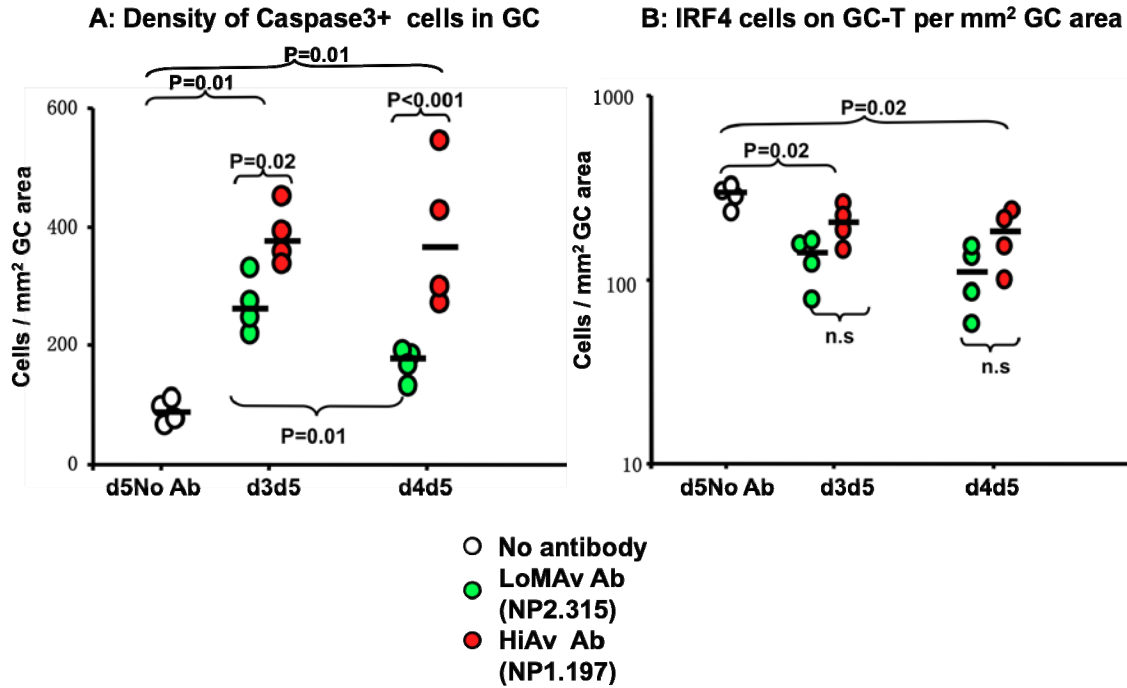 A: Density of Caspase3+ cells in GC
P=0.01
P=0.01
P<0.001
P=0.02
600
400
200
0
Cells / mm² GC area
P=0.01
d5No Ab d3d5 d4d5
B: IRF4 cells on GC-T per mm² GC area
1000
100
10
Cells / mm² GC area
P=0.02
P=0.02
n.s
n.s
d5No Ab d3d5 d4d5
No antibody
LoMAv Ab
(NP2.315)
HiAv Ab
(NP1.197)